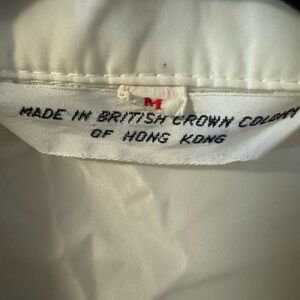 M
MADE IN BRITISH CROWN COLONY
OF HONG KONG